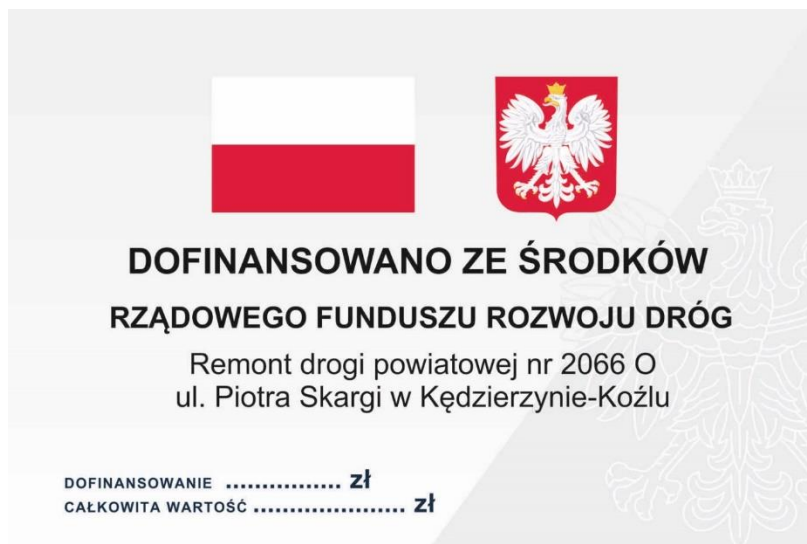 DOFINANSOWANO ZE ŚRODKÓW
RZĄDOWEGO FUNDUSZU ROZWOJU DRÓG
Remont drogi powiatowej nr 2066 O
ul. Piotra Skargi w Kędzierzynie-Koźlu
DOFINANSOWANIE ................. zł
CAŁKOWITA WARTOŚĆ ...................... zł